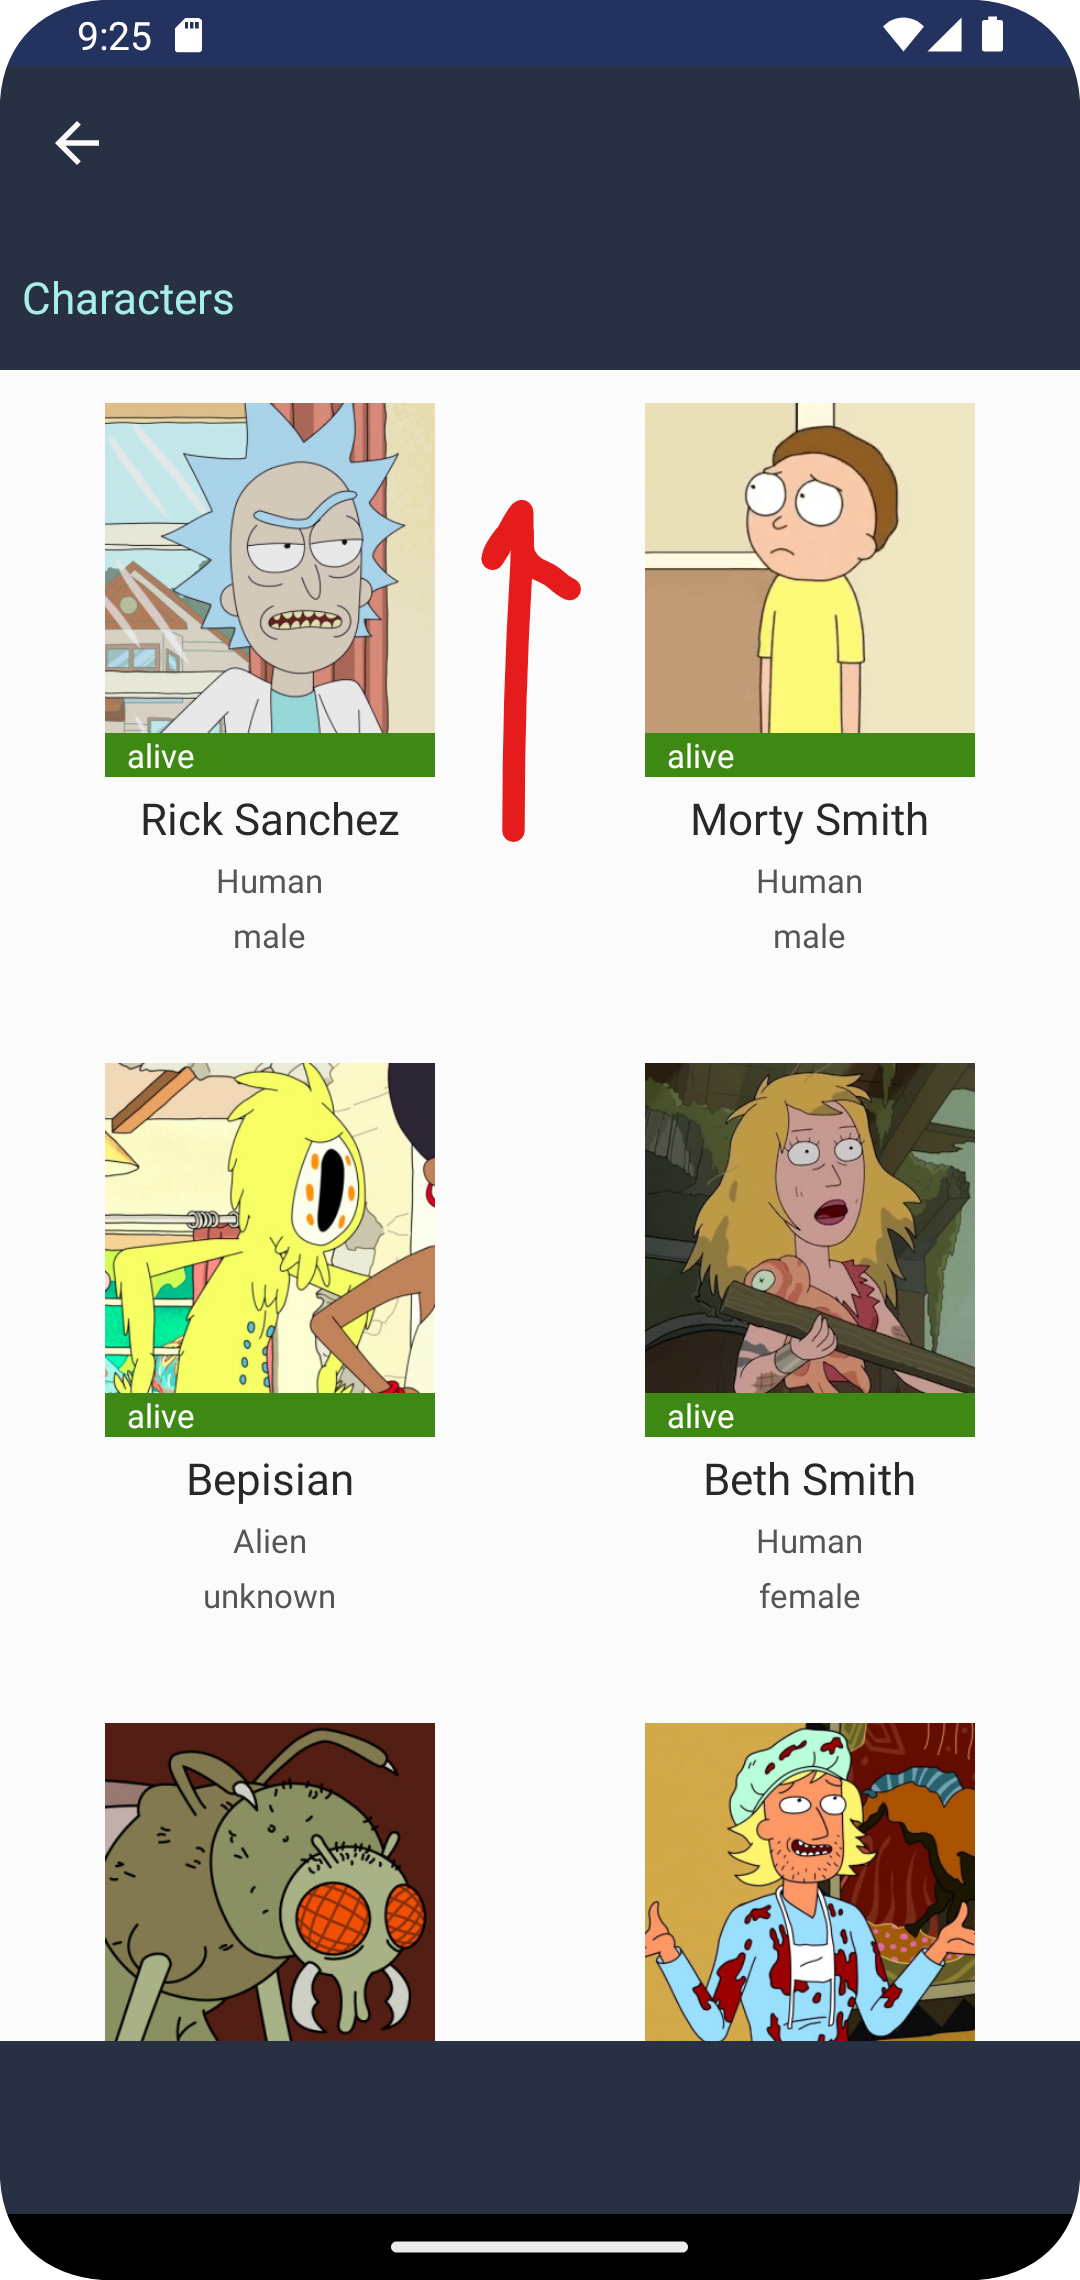 9:25
Characters
alive alive
Rick Sanchez Morty Smith
Human Human
male male
alive alive
Bepisian Beth Smith
Alien Human
unknown female